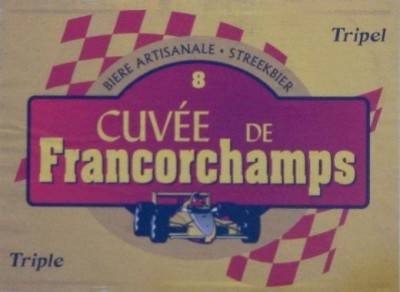 Tripel
BIERE ARTISANALE • STREEKBIER
8
CUVÉE DE
Francorchamps
Triple